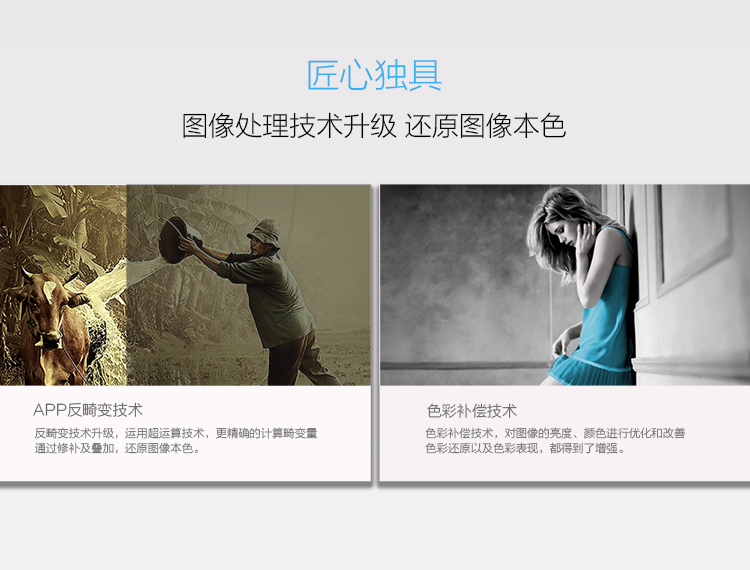 匠心独具
图像处理技术升级 还原图像本色
APP反畸变技术
反畸变技术升级，运用超运算技术，更精确的计算畸变量
通过修补及叠加，还原图像本色。
色彩补偿技术
色彩补偿技术，对图像的亮度、颜色进行优化和改善
色彩还原以及色彩表现，都得到了增强。